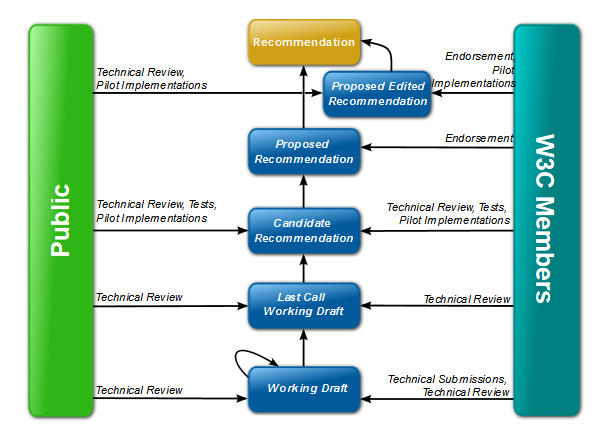 Recommendation
Technical Review,
Pilot Implementations
Proposed Edited
Recommendation
Endorsement,
Pilot
Implementations
Proposed
Recommendation
Endorsement
Public
W3C Members
Technical Review, Tests,
Pilot Implementations
Candidate
Recommendation
Technical Review, Tests,
Pilot Implementations
Technical Review
Last Call
Working Draft
Technical Review
Technical Review
Working Draft
Technical Submissions,
Technical Review